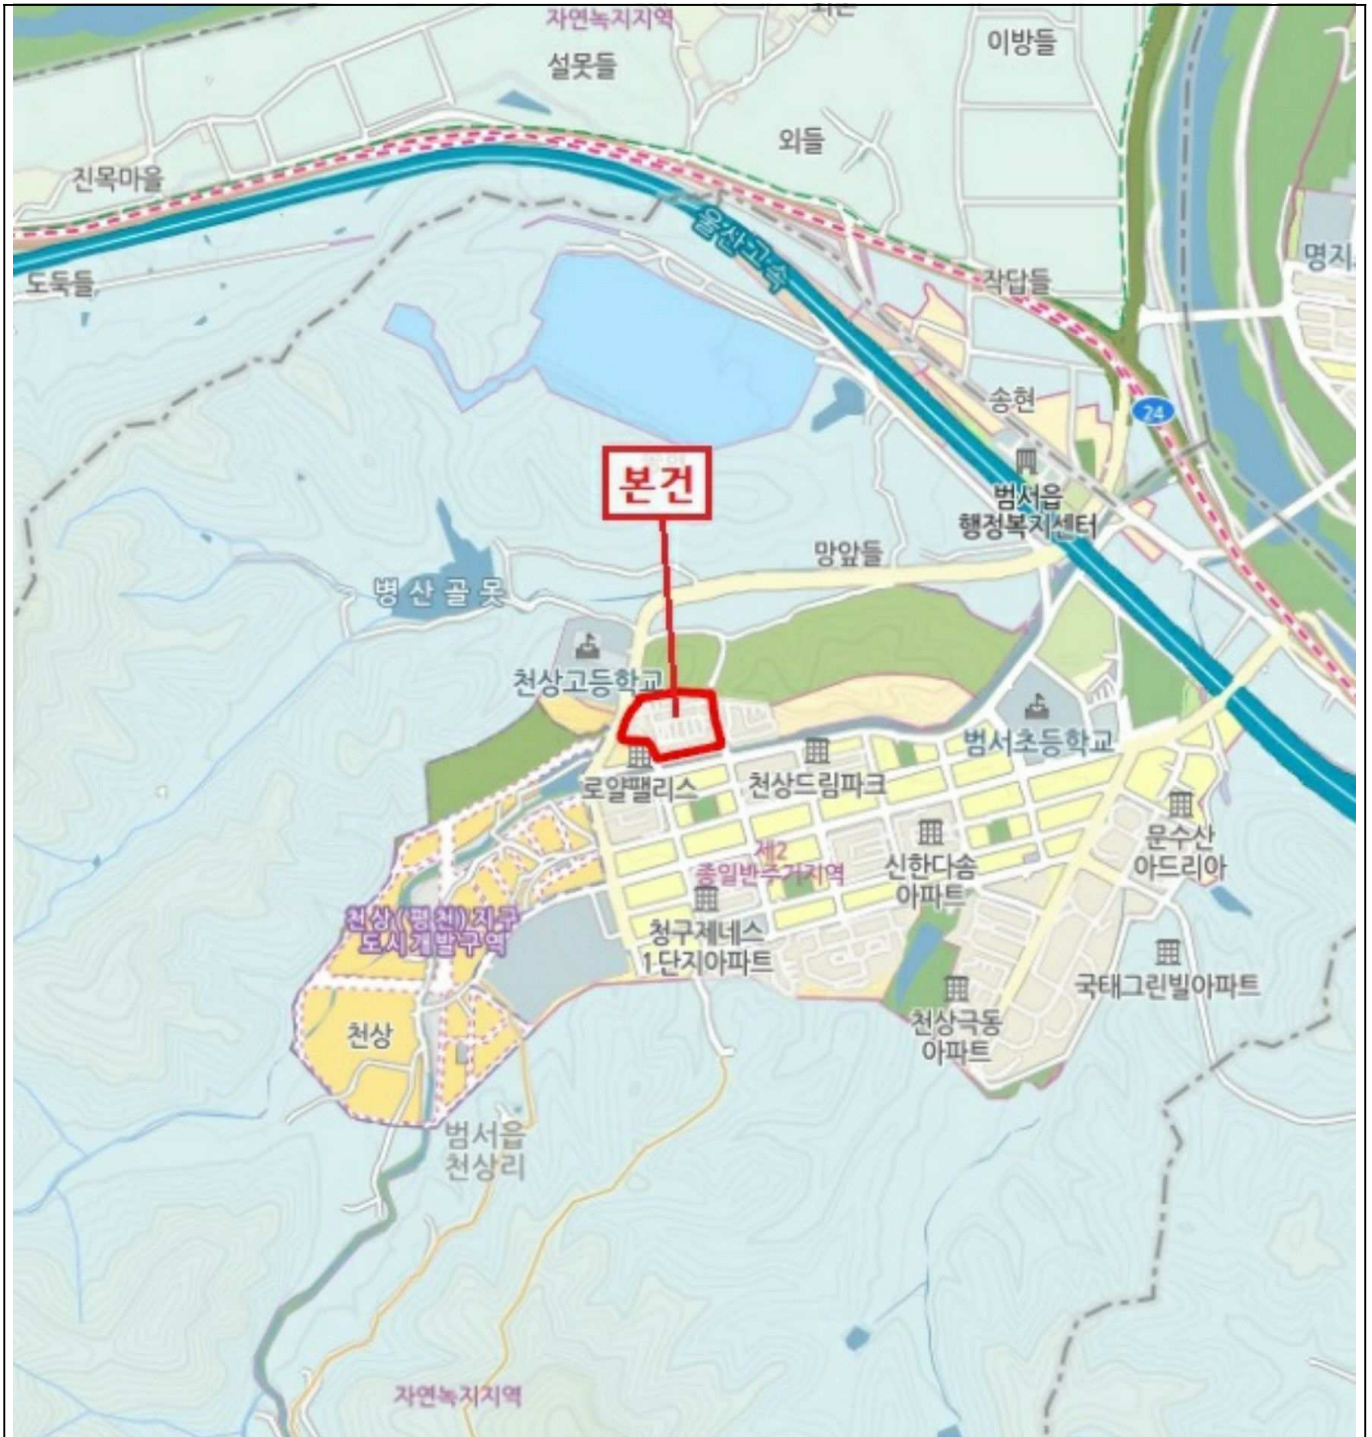 자연녹지지역
이방들
설못들
외들
진목마을
울산고속
명지
도둑들
작답들
송현
24
본건
범서읍
행정복지센터
망앞들
병산골못
천상고등학교
범서초등학교
로얄팰리스
천상드림파크
제2
종일반주거지역
신한다솜
아파트
문수산
아드리아
천상(평천)지구
도시개발구역
청구제네스
1단지아파트
국태그린빌아파트
천상
천상극동
아파트
범서읍
천상리
자연녹지지역